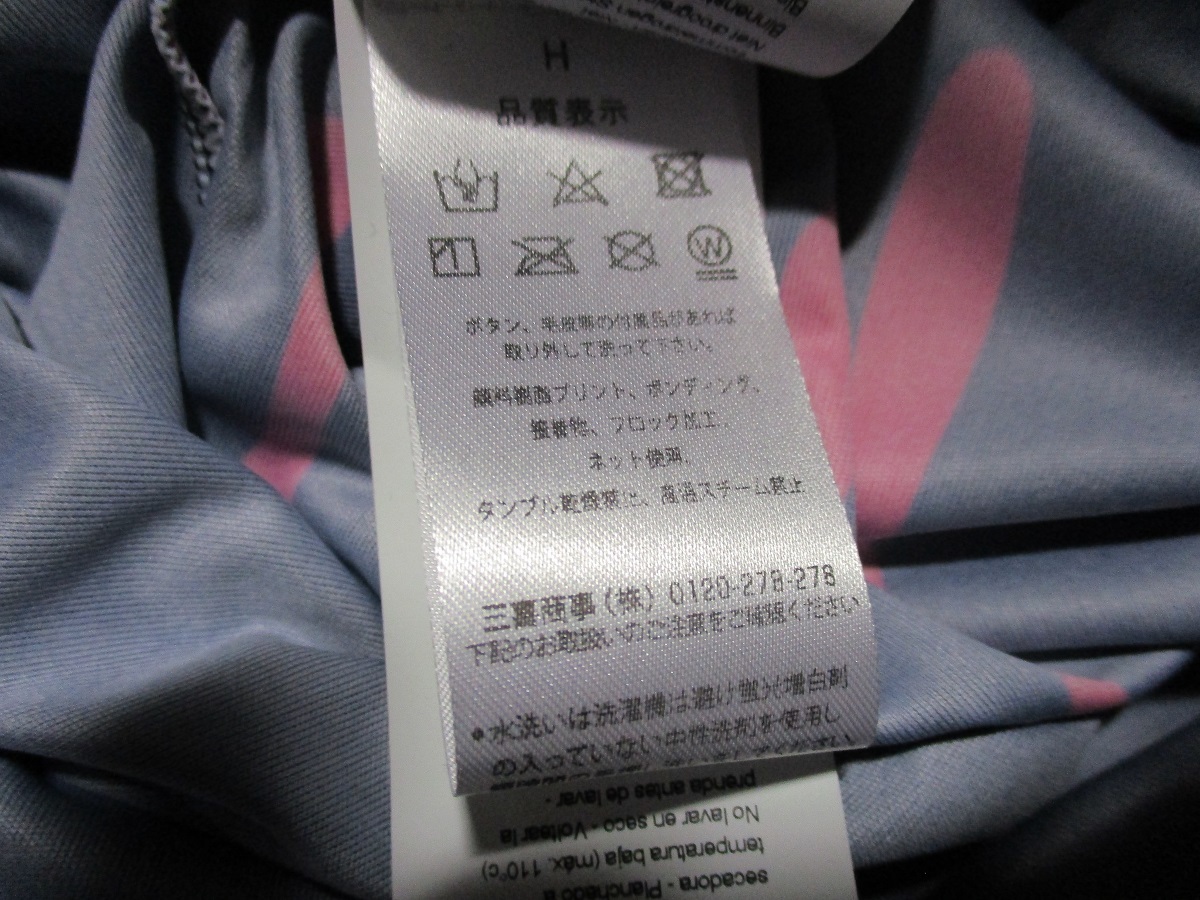 H
品質表示
W
ボタン、毛皮等の付属品があれば
取り外して洗って下さい。
顔料樹脂プリント、ボンディング、
接着他、フロック加工、
ネット使用、
タンブル乾燥禁止、高温スチーム禁止
三喜商事(株) 0120-278-278
下記のお取扱いのご注意をご確認ください
•水洗いは洗濯機は避け蛍光増白剤
の入っていない中性洗剤を使用し
prenda antes de lavar -
No lavar en seco - Voltear la
temperatura baja (máx. 110°c)
secadora - Planchado a